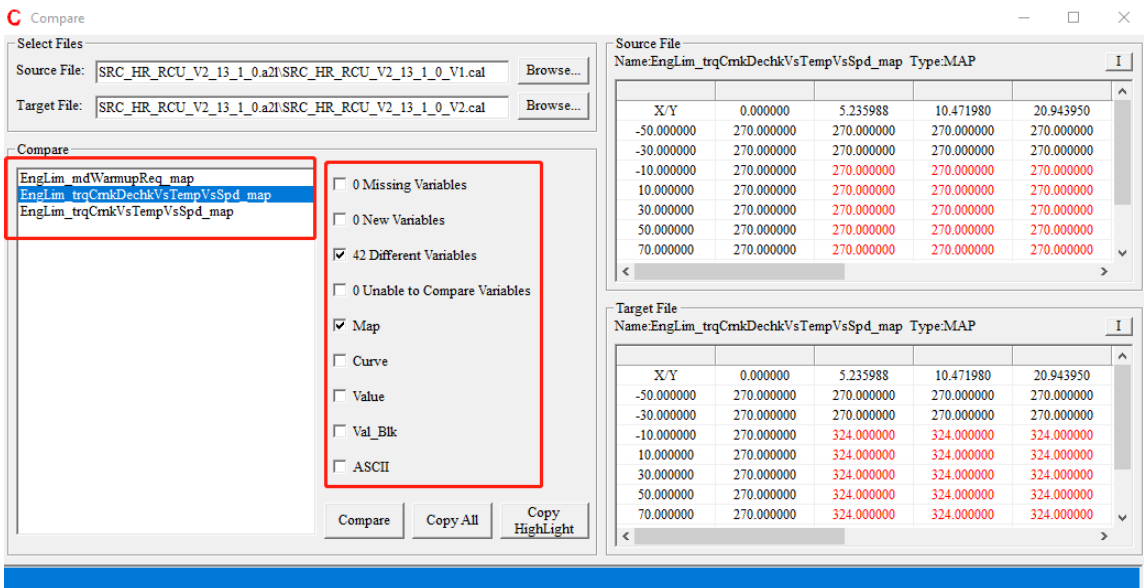 C Compare
Select Files
Source File: SRC_HR_RCU_V2_13_1_0.a2l\SRC_HR_RCU_V2_13_1_0_V1.cal Browse...
Target File: SRC_HR_RCU_V2_13_1_0.a2l\SRC_HR_RCU_V2_13_1_0_V2.cal Browse...
Compare
EngLim_mdWarmupReq_map
EngLim_trqCrnkDechkVsTempVsSpd_map
EngLim_trqCrnkVsTempVsSpd_map
0 Missing Variables
0 New Variables
42 Different Variables
0 Unable to Compare Variables
Map
Curve
Value
Val_Blk
ASCII
Compare Copy All Copy HighLight
Source File
Name:EngLim_trqCrnkDechkVsTempVsSpd_map Type:MAP I
X/Y 0.000000 5.235988 10.471980 20.943950
-50.000000 270.000000 270.000000 270.000000 270.000000
-30.000000 270.000000 270.000000 270.000000 270.000000
-10.000000 270.000000 270.000000 270.000000 270.000000
10.000000 270.000000 270.000000 270.000000 270.000000
30.000000 270.000000 270.000000 270.000000 270.000000
50.000000 270.000000 270.000000 270.000000 270.000000
70.000000 270.000000 270.000000 270.000000 270.000000
Target File
Name:EngLim_trqCrnkDechkVsTempVsSpd_map Type:MAP I
X/Y 0.000000 5.235988 10.471980 20.943950
-50.000000 270.000000 270.000000 270.000000 270.000000
-30.000000 270.000000 270.000000 270.000000 270.000000
-10.000000 270.000000 324.000000 324.000000 324.000000
10.000000 270.000000 324.000000 324.000000 324.000000
30.000000 270.000000 324.000000 324.000000 324.000000
50.000000 270.000000 324.000000 324.000000 324.000000
70.000000 270.000000 324.000000 324.000000 324.000000